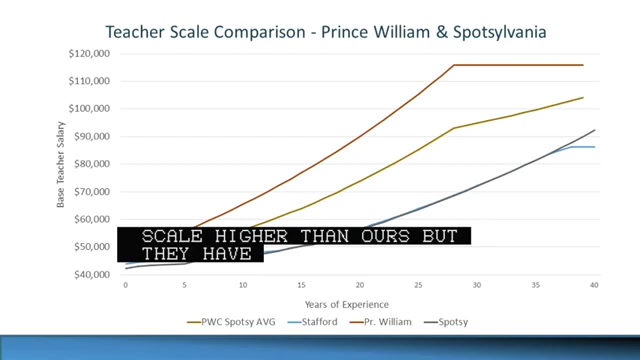 Teacher Scale Comparison - Prince William & Spotsylvania
$120,000
$110,000
$100,000
$90,000
$80,000
$70,000
$60,000
$50,000
$40,000
Base Teacher Salary
SCALE HIGHER THAN OURS BUT
THEY HAVE
0 5 10 15 20 25 30 35 40
Years of Experience
PWC Spotsy AVG Stafford Pr. William Spotsy